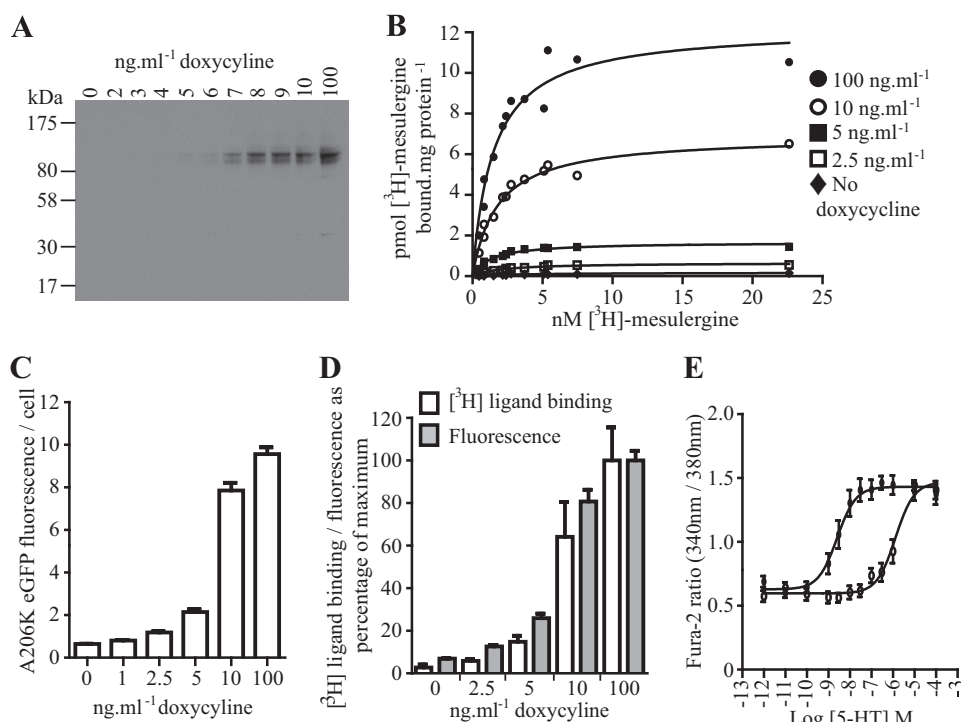 A
ng.ml-1 doxycyline
kDa
0 2 3 4 5 6 7 8 9 10 100
175
80
58
30
17
B
pmol [3H]-mesulergine
bound.mg protein-1
12
10
8
6
4
2
0
0 5 10 15 20 25
nM [3H]-mesulergine
100 ng.ml-1
10 ng.ml-1
5 ng.ml-1
2.5 ng.ml-1
No
doxycycline
C
A206K eGFP fluorescence / cell
12
10
8
6
4
2
0
0 1 2.5 5 10 100
ng.ml-1 doxycyline
D
[3H] ligand binding / fluorescence as
percentage of maximum
[3H] ligand binding
Fluorescence
100
80
60
40
20
0
0 2.5 5 10 100
ng.ml-1 doxycyline
E
Fura-2 ratio (340nm / 380nm)
2.0
1.5
1.0
0.5
0.0
-13 -12 -11 -10 -9 -8 -7 -6 -5 -4 -3
Log [5-HT] M